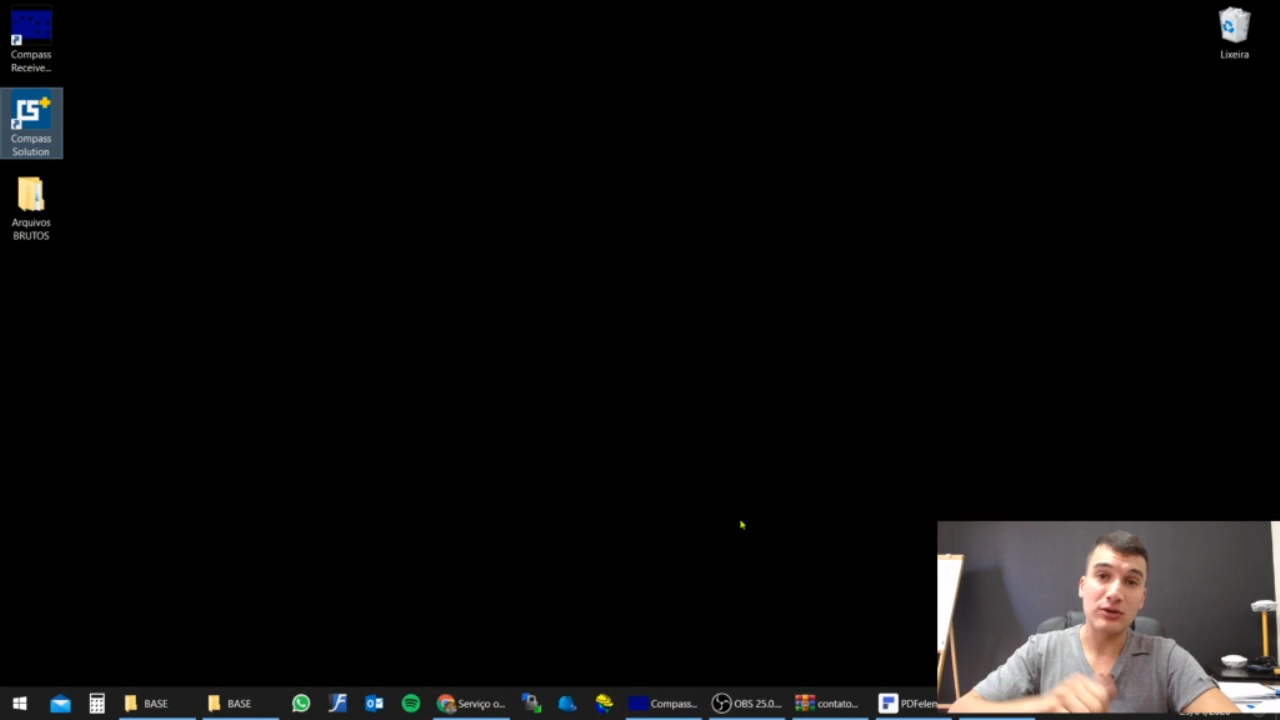 Compass
Receive...
Compass
Solution
Arquivos
BRUTOS
Lixeira
BASE
BASE
Serviço o...
Compass...
OBS 25.0...
contato...
PDFelem